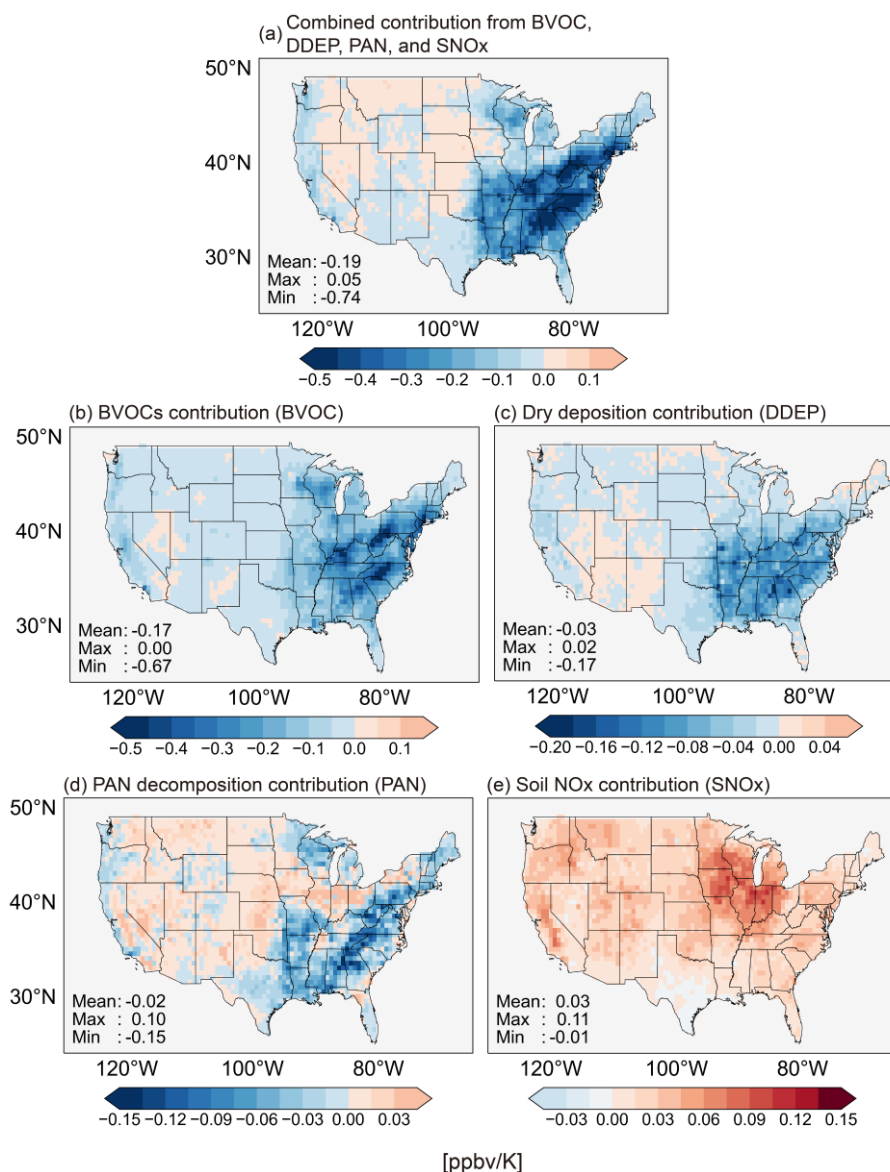 (a) Combined contribution from BVOC,
DDEP, PAN, and SNOx
50°N
40°N
30°N
Mean: -0.19
Max : 0.05
Min : -0.74
120°W 100°W 80°W
−0.5 −0.4 −0.3 −0.2 −0.1 0.0 0.1
(b) BVOCs contribution (BVOC)
50°N
40°N
30°N
Mean: -0.17
Max : 0.00
Min : -0.67
120°W 100°W 80°W
−0.5 −0.4 −0.3 −0.2 −0.1 0.0 0.1
(c) Dry deposition contribution (DDEP)
Mean: -0.03
Max : 0.02
Min : -0.17
120°W 100°W 80°W
−0.20 −0.16 −0.12 −0.08 −0.04 0.00 0.04
(d) PAN decomposition contribution (PAN)
50°N
40°N
30°N
Mean: -0.02
Max : 0.10
Min : -0.15
120°W 100°W 80°W
−0.15 −0.12 −0.09 −0.06 −0.03 0.00 0.03
(e) Soil NOx contribution (SNOx)
Mean: 0.03
Max : 0.11
Min : -0.01
120°W 100°W 80°W
−0.03 0.00 0.03 0.06 0.09 0.12 0.15
[ppbv/K]